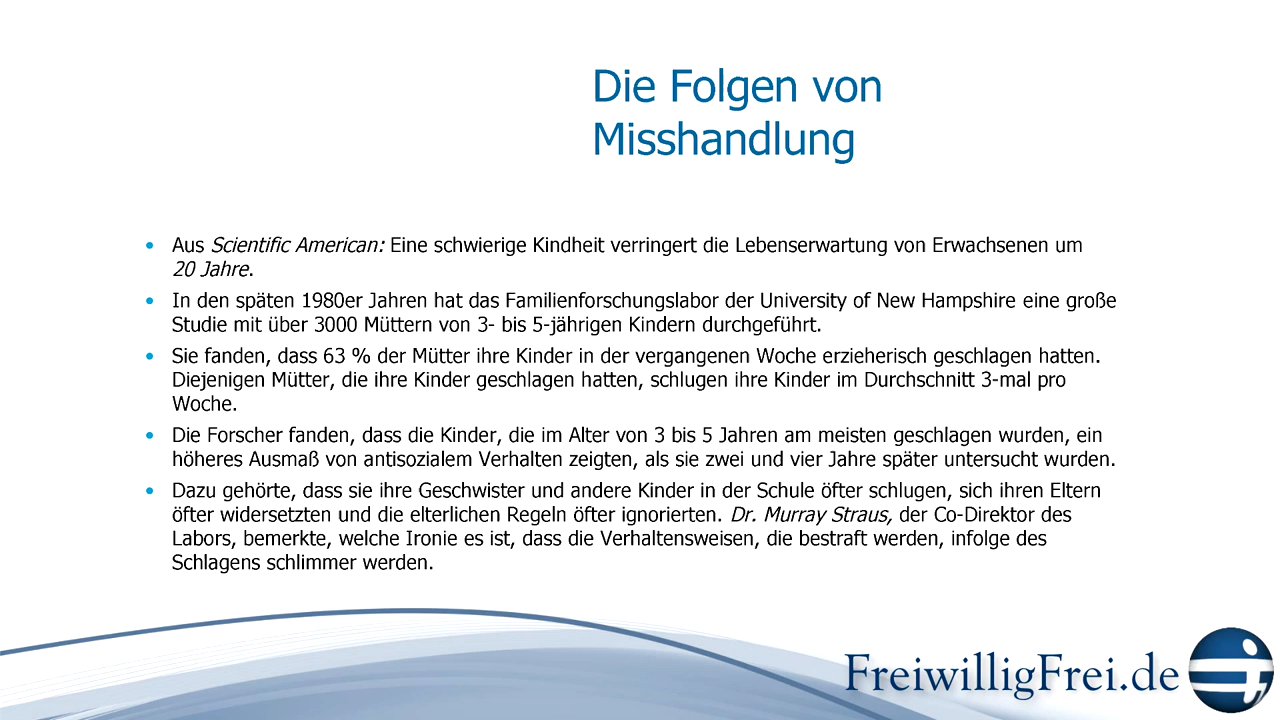 Die Folgen von
Misshandlung
• Aus Scientific American: Eine schwierige Kindheit verringert die Lebenserwartung von Erwachsenen um
20 Jahre.
• In den späten 1980er Jahren hat das Familienforschungslabor der University of New Hampshire eine große
Studie mit über 3000 Müttern von 3- bis 5-jährigen Kindern durchgeführt.
• Sie fanden, dass 63 % der Mütter ihre Kinder in der vergangenen Woche erzieherisch geschlagen hatten.
Diejenigen Mütter, die ihre Kinder geschlagen hatten, schlugen ihre Kinder im Durchschnitt 3-mal pro
Woche.
• Die Forscher fanden, dass die Kinder, die im Alter von 3 bis 5 Jahren am meisten geschlagen wurden, ein
höheres Ausmaß von antisozialem Verhalten zeigten, als sie zwei und vier Jahre später untersucht wurden.
• Dazu gehörte, dass sie ihre Geschwister und andere Kinder in der Schule öfter schlugen, sich ihren Eltern
öfter widersetzten und die elterlichen Regeln öfter ignorierten. Dr. Murray Straus, der Co-Direktor des
Labors, bemerkte, welche Ironie es ist, dass die Verhaltensweisen, die bestraft werden, infolge des
Schlagens schlimmer werden.
FreiwilligFrei.de